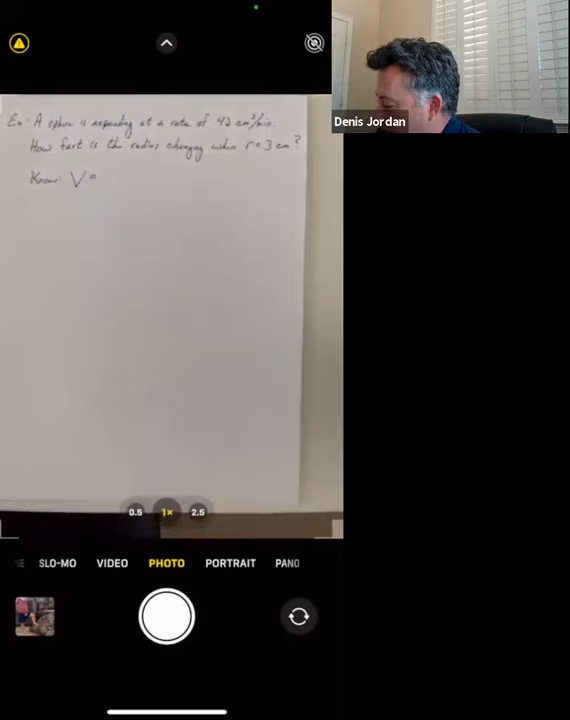 Denis Jordan
Ex: A sphere is expanding at a rate of 42 cm³/min.
How fast is the radius changing when r = 3 cm?
Know: V =
0.5 1× 2.5
SE SLO-MO VIDEO PHOTO PORTRAIT PANO